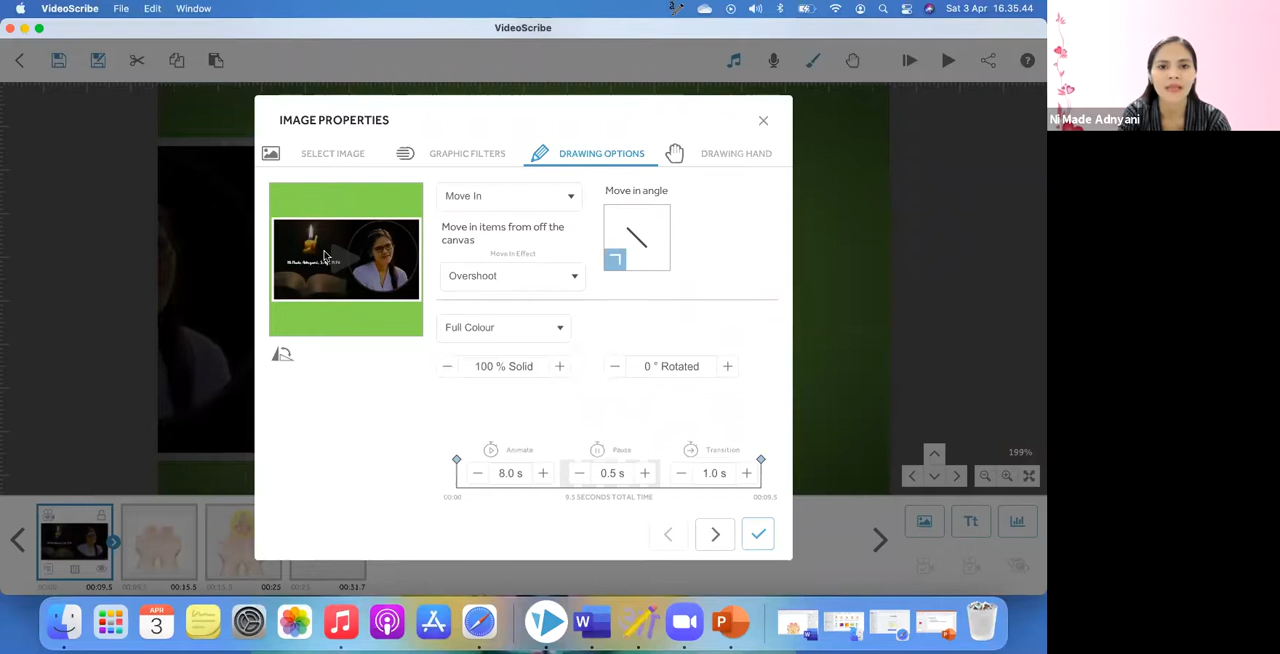 VideoScribe File Edit Window
Sat 3 Apr 16.35.44
VideoScribe
Ni Made Adnyani
IMAGE PROPERTIES
SELECT IMAGE
GRAPHIC FILTERS
DRAWING OPTIONS
DRAWING HAND
Move In
Move in angle
Move in items from off the
canvas
Move In Effect
Overshoot
Full Colour
100 % Solid
0 ° Rotated
199%
Animate
Pause
Transition
8.0 s
0.5 s
1.0 s
00:00
9.5 SECONDS TOTAL TIME
00:09.5
Tt
00:09.5
00:15.5
00:25
00:31.7
APR
3
W
P